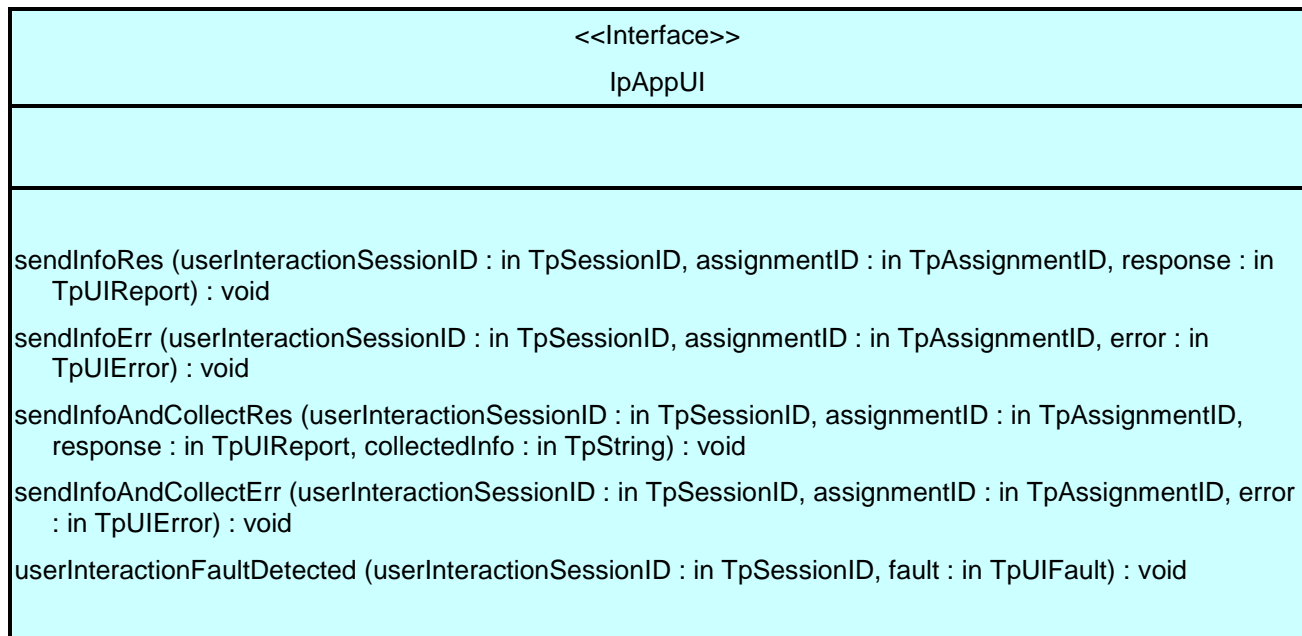 <<Interface>>
IpAppUI
sendInfoRes (userInteractionSessionID : in TpSessionID, assignmentID : in TpAssignmentID, response : in
TpUIReport) : void
sendInfoErr (userInteractionSessionID : in TpSessionID, assignmentID : in TpAssignmentID, error : in
TpUIError) : void
sendInfoAndCollectRes (userInteractionSessionID : in TpSessionID, assignmentID : in TpAssignmentID,
response : in TpUIReport, collectedInfo : in TpString) : void
sendInfoAndCollectErr (userInteractionSessionID : in TpSessionID, assignmentID : in TpAssignmentID, error
: in TpUIError) : void
userInteractionFaultDetected (userInteractionSessionID : in TpSessionID, fault : in TpUIFault) : void